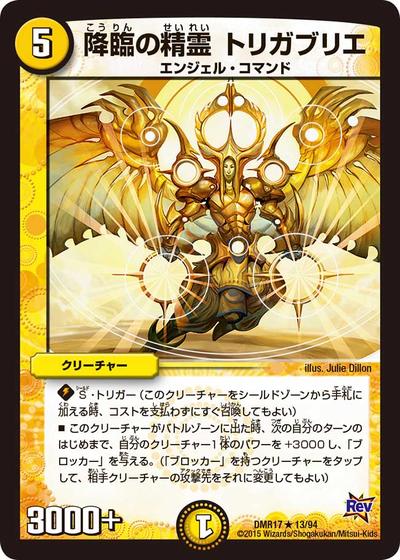 5
こうりん せいれい
降臨の精霊 トリガブリエ
エンジェル・コマンド
illus. Julie Dillon
クリーチャー
S・トリガー（このクリーチャーをシールドゾーンから手札に
加える時、コストを支払わずにすぐ召喚してもよい）
■ このクリーチャーがバトルゾーンに出た時、次の自分のターンの
はじめまで、自分のクリーチャー1体のパワーを+3000し、「ブ
ロッカー」を与える。（「ブロッカー」を持つクリーチャーをタップ
して、相手クリーチャーの攻撃先をそれに変更してもよい）
Rev
3000+
1
DMR17 ★ 13/94
©2015 Wizards/Shogakukan/Mitsui-Kids